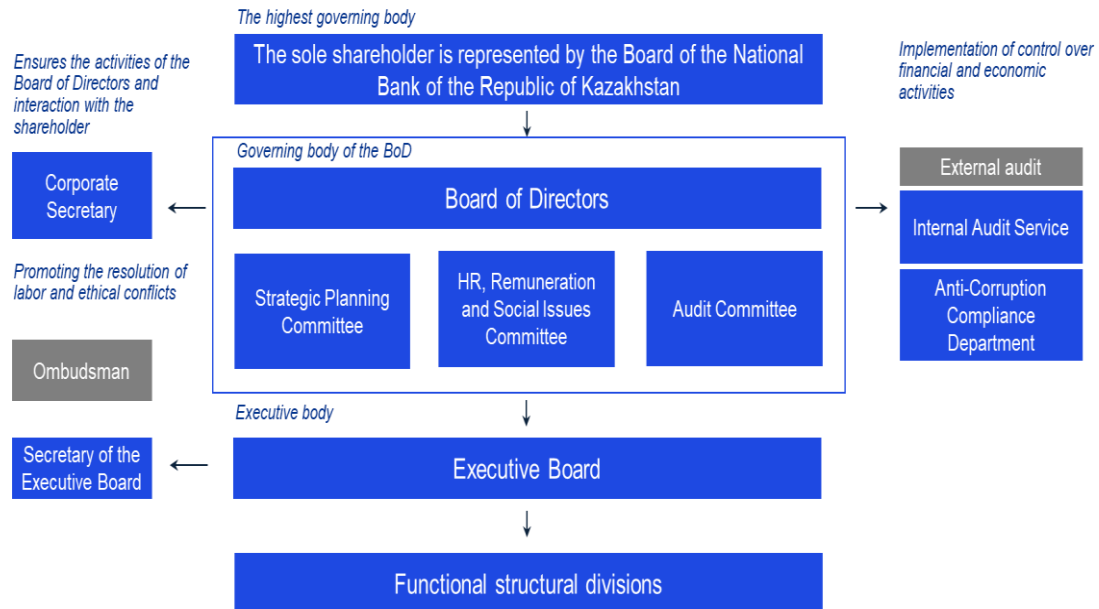 The highest governing body
The sole shareholder is represented by the Board of the National
Bank of the Republic of Kazakhstan
Ensures the activities of the
Board of Directors and
interaction with the
shareholder
Implementation of control over
financial and economic
activities
Governing body of the BoD
Board of Directors
Corporate
Secretary
External audit
Internal Audit Service
Anti-Corruption
Compliance
Department
Strategic Planning
Committee
HR, Remuneration
and Social Issues
Committee
Audit Committee
Promoting the resolution of
labor and ethical conflicts
Ombudsman
Executive body
Executive Board
Secretary of the
Executive Board
Functional structural divisions